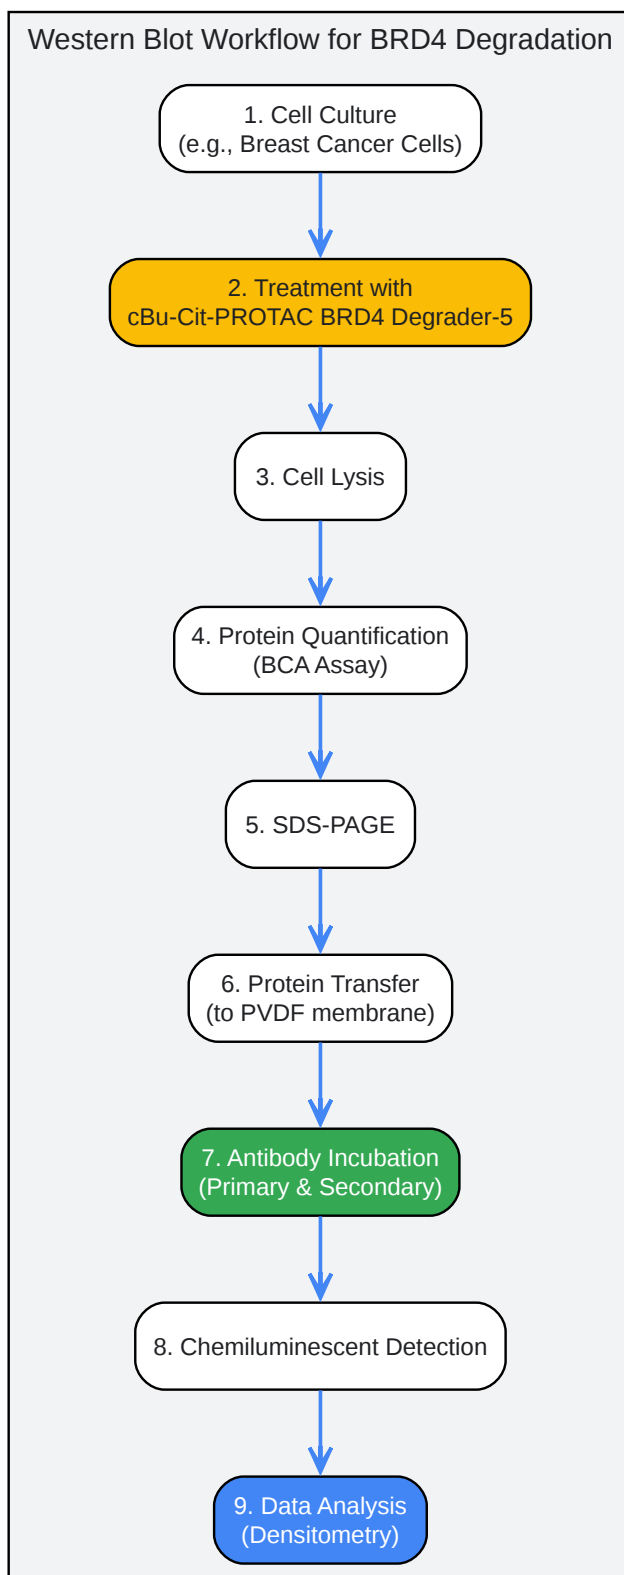 Western Blot Workflow for BRD4 Degradation
1. Cell Culture
(e.g., Breast Cancer Cells)
2. Treatment with
cBu-Cit-PROTAC BRD4 Degrader-5
3. Cell Lysis
4. Protein Quantification
(BCA Assay)
5. SDS-PAGE
6. Protein Transfer
(to PVDF membrane)
7. Antibody Incubation
(Primary & Secondary)
8. Chemiluminescent Detection
9. Data Analysis
(Densitometry)